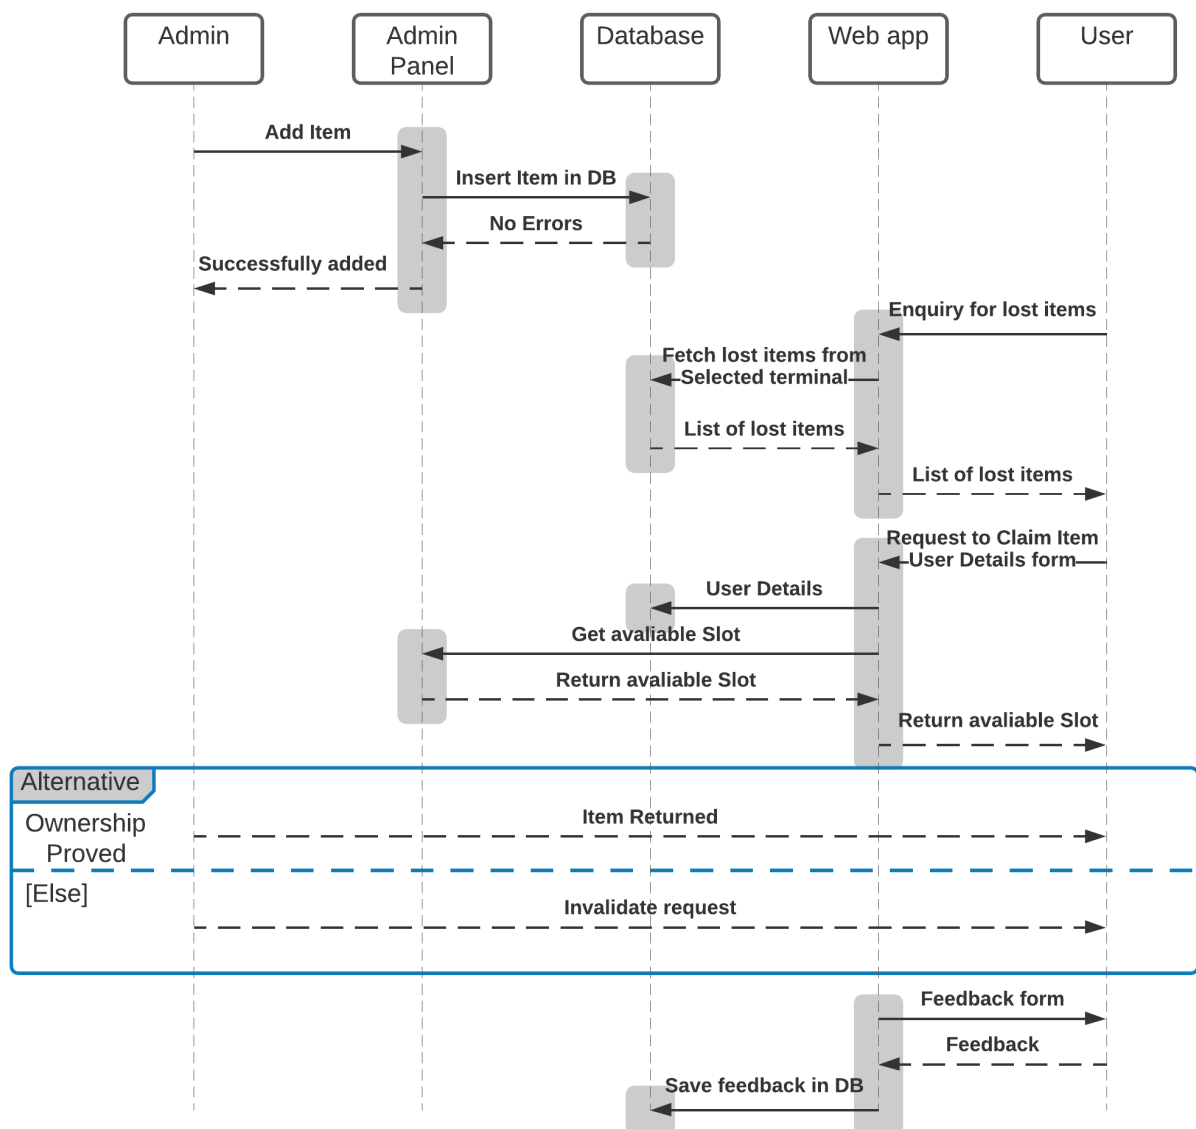 Admin
Admin
Panel
Database
Web app
User
Add Item
Insert Item in DB
No Errors
Successfully added
Enquiry for lost items
Fetch lost items from
Selected terminal
List of lost items
List of lost items
Request to Claim Item
User Details form
User Details
Get avaliable Slot
Return avaliable Slot
Return avaliable Slot
Alternative
Ownership
Proved
Item Returned
[Else]
Invalidate request
Feedback form
Feedback
Save feedback in DB